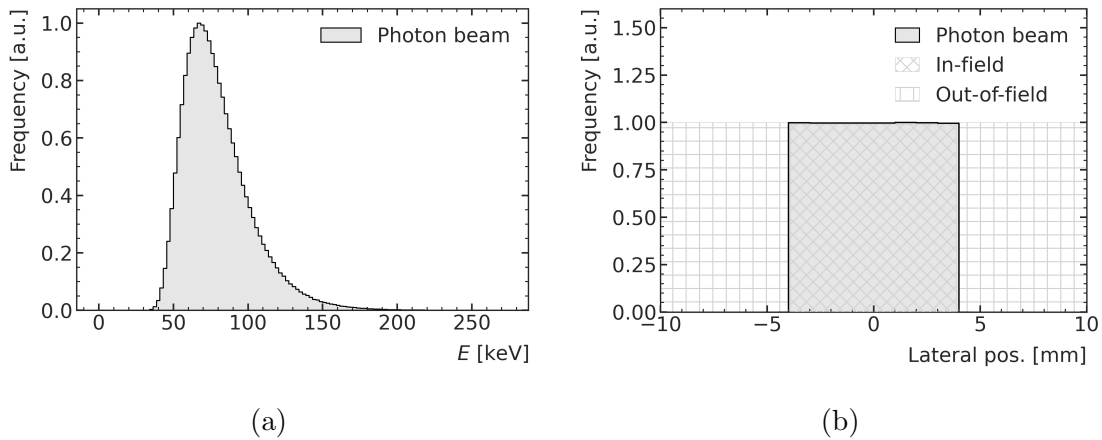 Frequency [a.u.]
1.0
0.8
0.6
0.4
0.2
0.0
Photon beam
0 50 100 150 200 250
E [keV]
(a)
Frequency [a.u.]
1.50
1.25
1.00
0.75
0.50
0.25
0.00
Photon beam
In-field
Out-of-field
−10 −5 0 5 10
Lateral pos. [mm]
(b)